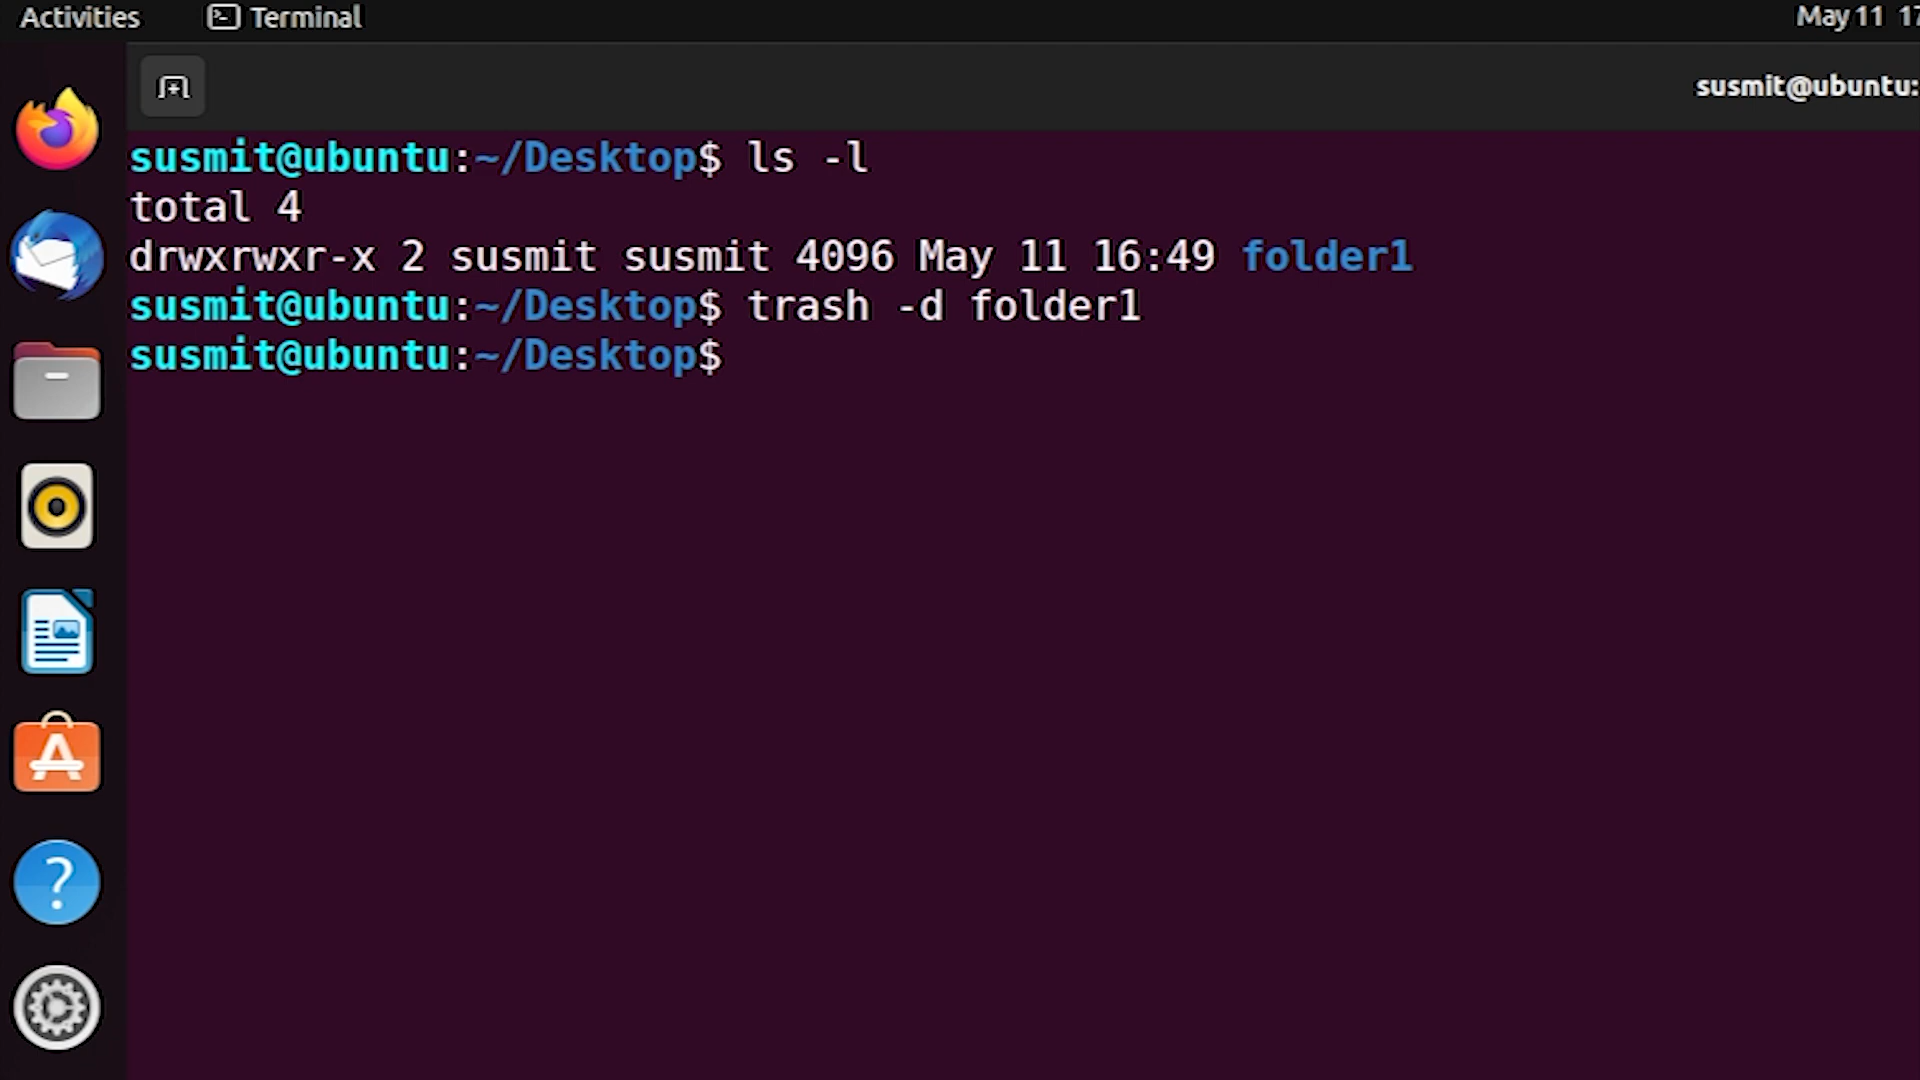 Activities Terminal May 11 17
susmit@ubuntu:
susmit@ubuntu:~/Desktop$ ls -l
total 4
drwxrwxr-x 2 susmit susmit 4096 May 11 16:49 folder1
susmit@ubuntu:~/Desktop$ trash -d folder1
susmit@ubuntu:~/Desktop$